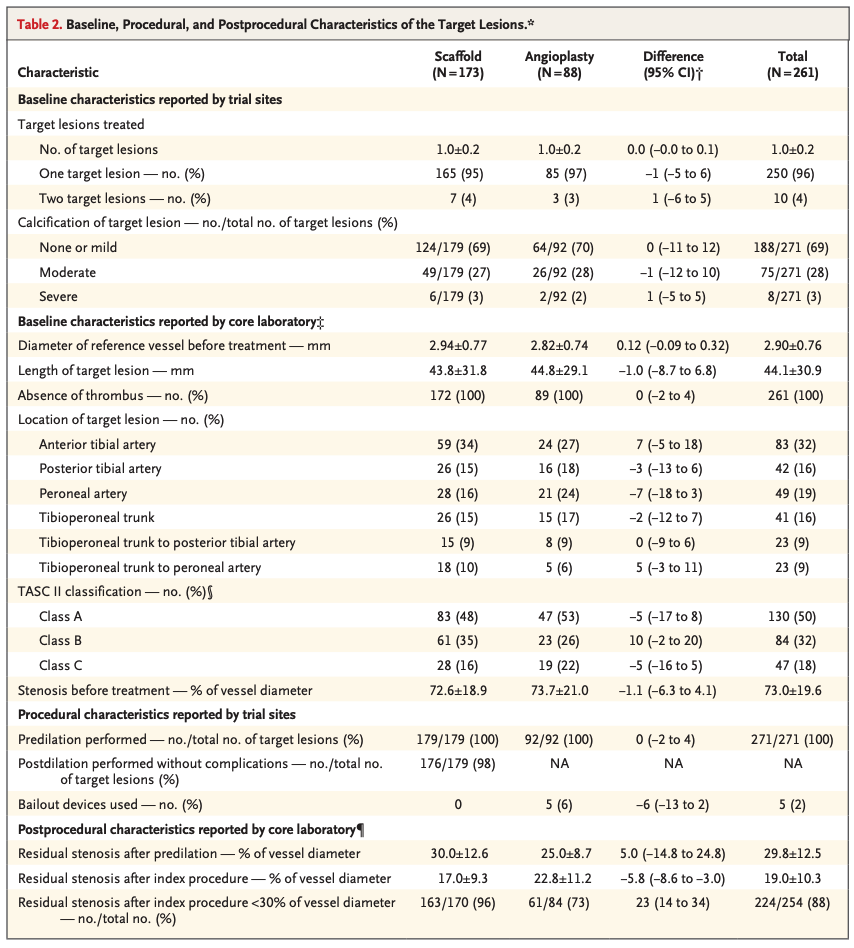 Table 2. Baseline, Procedural, and Postprocedural Characteristics of the Target Lesions.*
Characteristic Scaffold (N=173) Angioplasty (N=88) Difference (95% CI)† Total (N=261)
Baseline characteristics reported by trial sites
Target lesions treated
No. of target lesions 1.0±0.2 1.0±0.2 0.0 (–0.0 to 0.1) 1.0±0.2
One target lesion — no. (%) 165 (95) 85 (97) –1 (–5 to 6) 250 (96)
Two target lesions — no. (%) 7 (4) 3 (3) 1 (–6 to 5) 10 (4)
Calcification of target lesion — no./total no. of target lesions (%)
None or mild 124/179 (69) 64/92 (70) 0 (–11 to 12) 188/271 (69)
Moderate 49/179 (27) 26/92 (28) –1 (–12 to 10) 75/271 (28)
Severe 6/179 (3) 2/92 (2) 1 (–5 to 5) 8/271 (3)
Baseline characteristics reported by core laboratory‡
Diameter of reference vessel before treatment — mm 2.94±0.77 2.82±0.74 0.12 (–0.09 to 0.32) 2.90±0.76
Length of target lesion — mm 43.8±31.8 44.8±29.1 –1.0 (–8.7 to 6.8) 44.1±30.9
Absence of thrombus — no. (%) 172 (100) 89 (100) 0 (–2 to 4) 261 (100)
Location of target lesion — no. (%)
Anterior tibial artery 59 (34) 24 (27) 7 (–5 to 18) 83 (32)
Posterior tibial artery 26 (15) 16 (18) –3 (–13 to 6) 42 (16)
Peroneal artery 28 (16) 21 (24) –7 (–18 to 3) 49 (19)
Tibioperoneal trunk 26 (15) 15 (17) –2 (–12 to 7) 41 (16)
Tibioperoneal trunk to posterior tibial artery 15 (9) 8 (9) 0 (–9 to 6) 23 (9)
Tibioperoneal trunk to peroneal artery 18 (10) 5 (6) 5 (–3 to 11) 23 (9)
TASC II classification — no. (%)§
Class A 83 (48) 47 (53) –5 (–17 to 8) 130 (50)
Class B 61 (35) 23 (26) 10 (–2 to 20) 84 (32)
Class C 28 (16) 19 (22) –5 (–16 to 5) 47 (18)
Stenosis before treatment — % of vessel diameter 72.6±18.9 73.7±21.0 –1.1 (–6.3 to 4.1) 73.0±19.6
Procedural characteristics reported by trial sites
Predilation performed — no./total no. of target lesions (%) 179/179 (100) 92/92 (100) 0 (–2 to 4) 271/271 (100)
Postdilation performed without complications — no./total no. 176/179 (98) NA NA NA
of target lesions (%)
Bailout devices used — no. (%) 0 5 (6) –6 (–13 to 2) 5 (2)
Postprocedural characteristics reported by core laboratory¶
Residual stenosis after predilation — % of vessel diameter 30.0±12.6 25.0±8.7 5.0 (–14.8 to 24.8) 29.8±12.5
Residual stenosis after index procedure — % of vessel diameter 17.0±9.3 22.8±11.2 –5.8 (–8.6 to –3.0) 19.0±10.3
Residual stenosis after index procedure <30% of vessel diameter 163/170 (96) 61/84 (73) 23 (14 to 34) 224/254 (88)
— no./total no. (%)